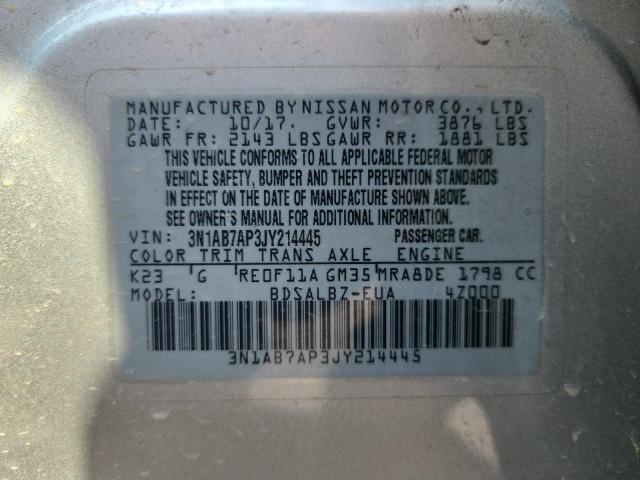 MANUFACTURED BY NISSAN MOTOR CO., LTD.
DATE: 10/17. GVWR: 3876 LBS
GAWR FR: 2143 LBS GAWR RR: 1881 LBS
THIS VEHICLE CONFORMS TO ALL APPLICABLE FEDERAL MOTOR
VEHICLE SAFETY, BUMPER AND THEFT PREVENTION STANDARDS
IN EFFECT ON THE DATE OF MANUFACTURE SHOWN ABOVE.
SEE OWNER'S MANUAL FOR ADDITIONAL INFORMATION.
VIN: 3N1AB7AP3JY214445 PASSENGER CAR.
COLOR TRIM TRANS AXLE ENGINE
K23 G RE0F11A GM35 MRA8DE 1798 CC
MODEL: BDSALBZ-EUA 4Z000
3N1AB7AP3JY214445